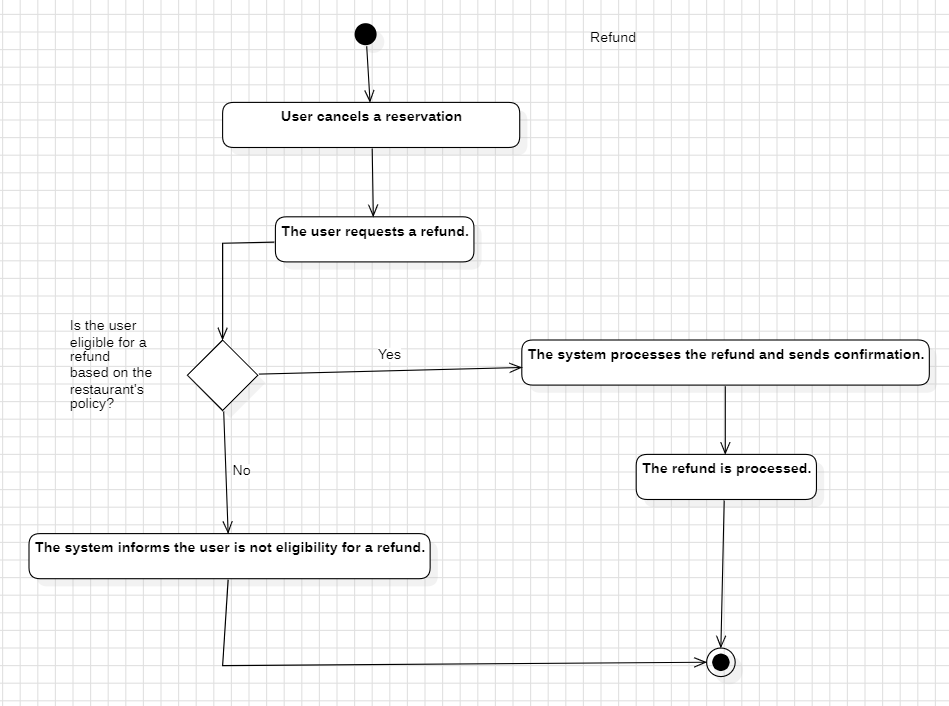 Refund
User cancels a reservation
The user requests a refund.
Is the user
eligible for a
refund
based on the
restaurant's
policy?
Yes
The system processes the refund and sends confirmation.
No
The refund is processed.
The system informs the user is not eligibility for a refund.